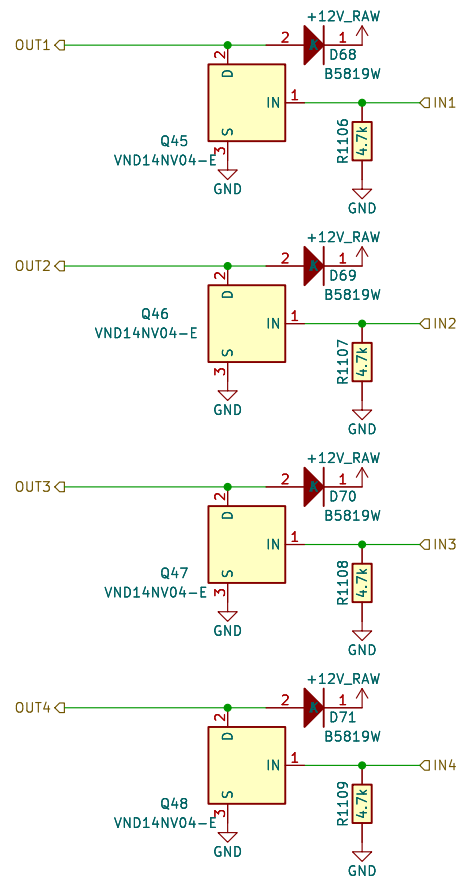 +12V_RAW
OUT1
2
K
1
D68
B5819W
2
D
IN
1
IN1
S
3
Q45
VND14NV04-E
GND
R1106
4.7k
GND
+12V_RAW
OUT2
2
K
1
D69
B5819W
2
D
Q46
VND14NV04-E
IN
1
IN2
S
3
GND
R1107
4.7k
GND
+12V_RAW
OUT3
2
K
1
D70
B5819W
2
D
IN
1
IN3
S
3
Q47
VND14NV04-E
GND
R1108
4.7k
GND
+12V_RAW
OUT4
2
K
1
D71
B5819W
2
D
IN
1
IN4
S
3
Q48
VND14NV04-E
GND
R1109
4.7k
GND